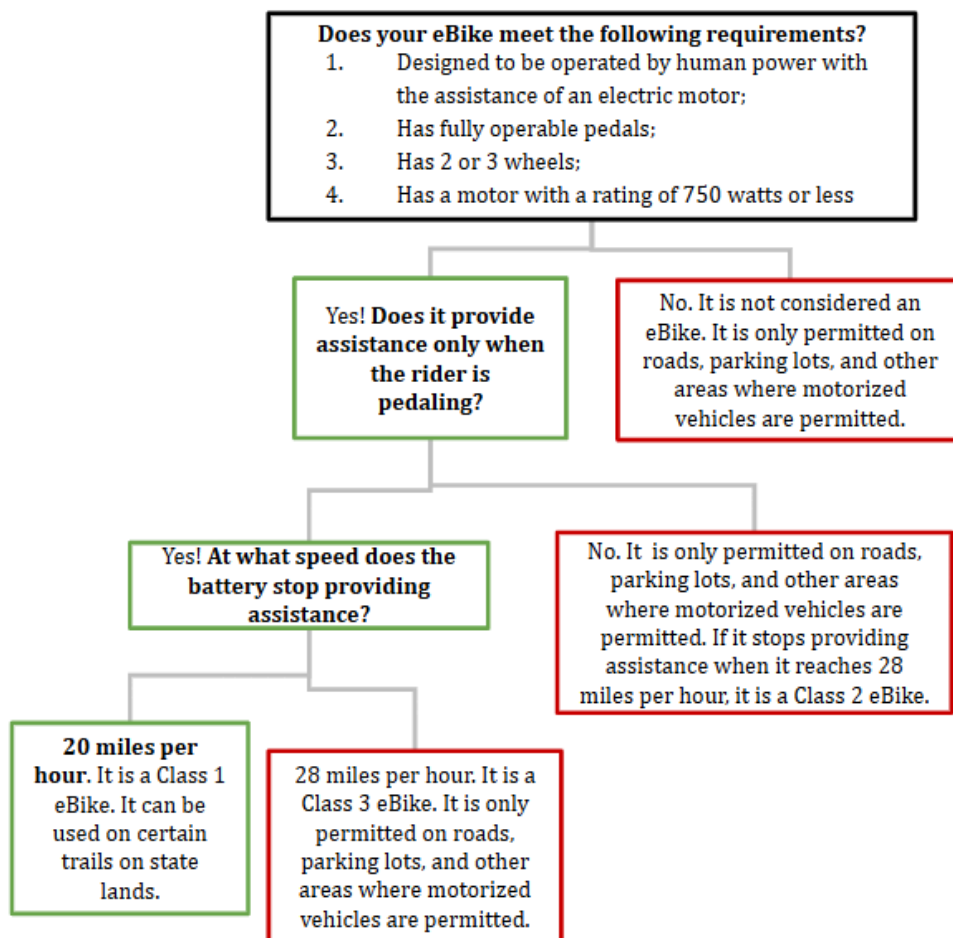 Does your eBike meet the following requirements?
1. Designed to be operated by human power with
the assistance of an electric motor;
2. Has fully operable pedals;
3. Has 2 or 3 wheels;
4. Has a motor with a rating of 750 watts or less
Yes! Does it provide
assistance only when
the rider is
pedaling?
No. It is not considered an
eBike. It is only permitted on
roads, parking lots, and other
areas where motorized
vehicles are permitted.
Yes! At what speed does the
battery stop providing
assistance?
No. It is only permitted on roads,
parking lots, and other areas
where motorized vehicles are
permitted. If it stops providing
assistance when it reaches 28
miles per hour, it is a Class 2 eBike.
20 miles per
hour. It is a Class 1
eBike. It can be
used on certain
trails on state
lands.
28 miles per hour. It is a
Class 3 eBike. It is only
permitted on roads,
parking lots, and other
areas where motorized
vehicles are permitted.